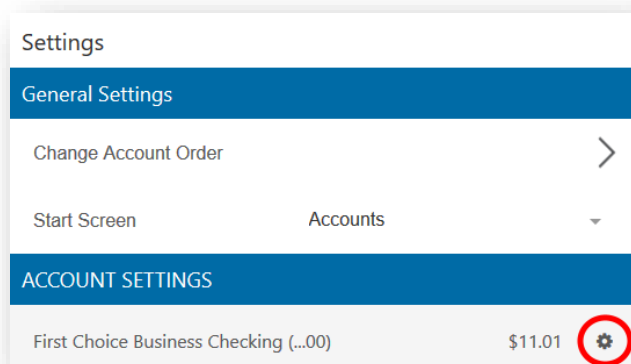 Settings
General Settings
Change Account Order
Start Screen Accounts
ACCOUNT SETTINGS
First Choice Business Checking (...00) $11.01